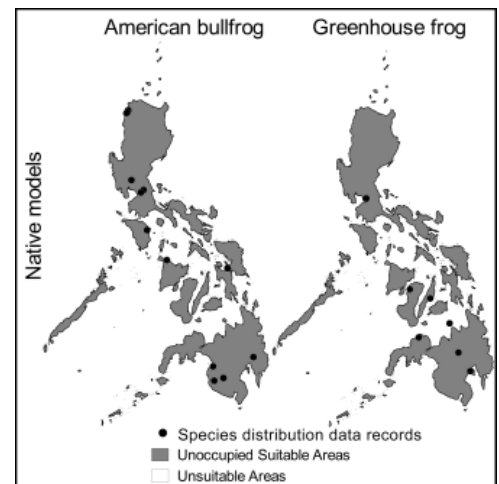 American bullfrog
Greenhouse frog
Native models
Species distribution data records
Unoccupied Suitable Areas
Unsuitable Areas